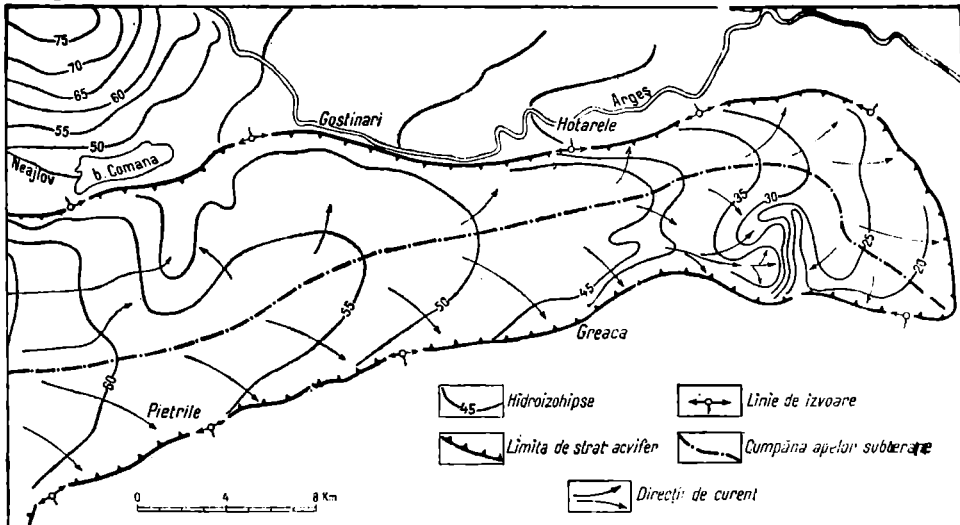 75
70
65
60
55
50
Neajlov
b. Comana
Gostinari
Hotarele
Argeș
35
30
25
20
45
50
55
60
Greaca
Pietrile
0 4 8 Km
45 Hidroizohipse
Linie de izvoare
Limita de strat acvifer
Cumpăna apelor
Direcții de curent